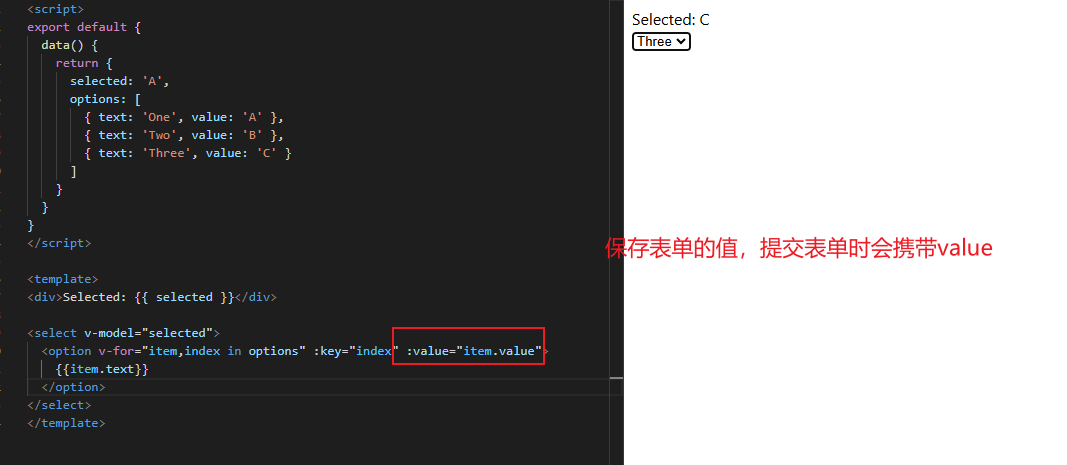 <script>
export default {
  data() {
    return {
      selected: 'A',
      options: [
        { text: 'One', value: 'A' },
        { text: 'Two', value: 'B' },
        { text: 'Three', value: 'C' }
      ]
    }
  }
}
</script>
<template>
<div>Selected: {{ selected }}</div>
<select v-model="selected">
  <option v-for="item,index in options" :key="index" :value="item.value">
    {{item.text}}
  </option>
</select>
</template>
Selected: C
Three
保存表单的值，提交表单时会携带value